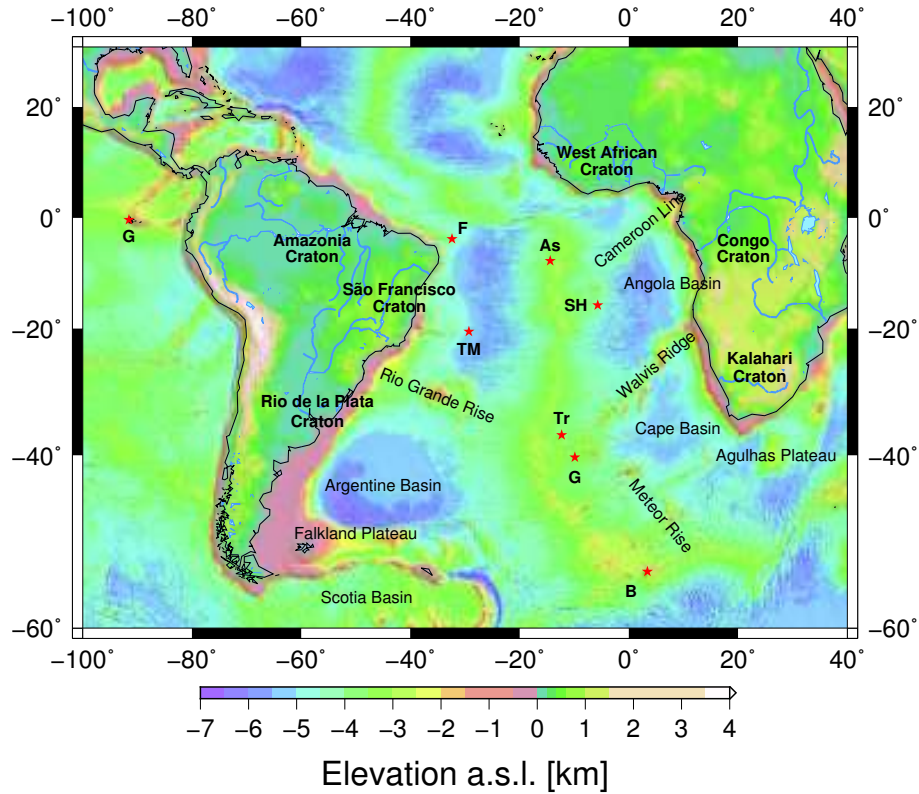 −100° −80° −60° −40° −20° 0° 20° 40°
20° 20°
West African
Craton
Cameroon Line
0° 0°
G
F
Amazonia
Craton
As
Congo
Craton
Angola Basin
São Francisco
Craton
SH
−20° −20°
TM
Walvis Ridge
Kalahari
Craton
Rio Grande Rise
Rio de la Plata
Craton
Tr
Cape Basin
−40° −40°
Agulhas Plateau
G
Argentine Basin
Meteor Rise
Falkland Plateau
B
Scotia Basin
−60° −60°
−100° −80° −60° −40° −20° 0° 20° 40°
−7 −6 −5 −4 −3 −2 −1 0 1 2 3 4
Elevation a.s.l. [km]